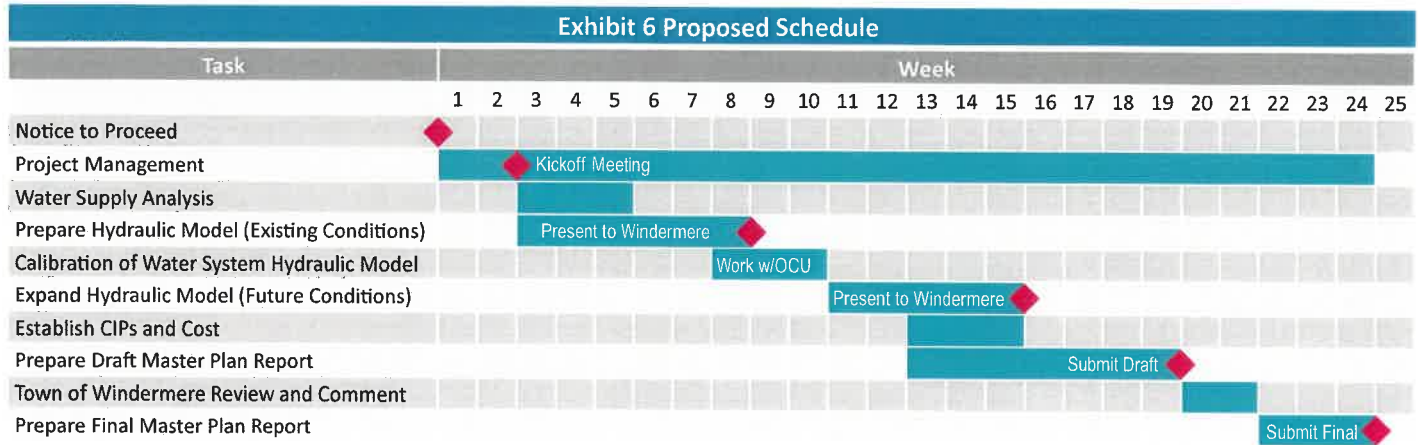 Exhibit 6 Proposed Schedule
Task Week
1 2 3 4 5 6 7 8 9 10 11 12 13 14 15 16 17 18 19 20 21 22 23 24 25
Notice to Proceed
Project Management Kickoff Meeting
Water Supply Analysis
Prepare Hydraulic Model (Existing Conditions) Present to Windermere
Calibration of Water System Hydraulic Model Work w/OCU
Expand Hydraulic Model (Future Conditions) Present to Windermere
Establish CIPs and Cost
Prepare Draft Master Plan Report Submit Draft
Town of Windermere Review and Comment
Prepare Final Master Plan Report Submit Final